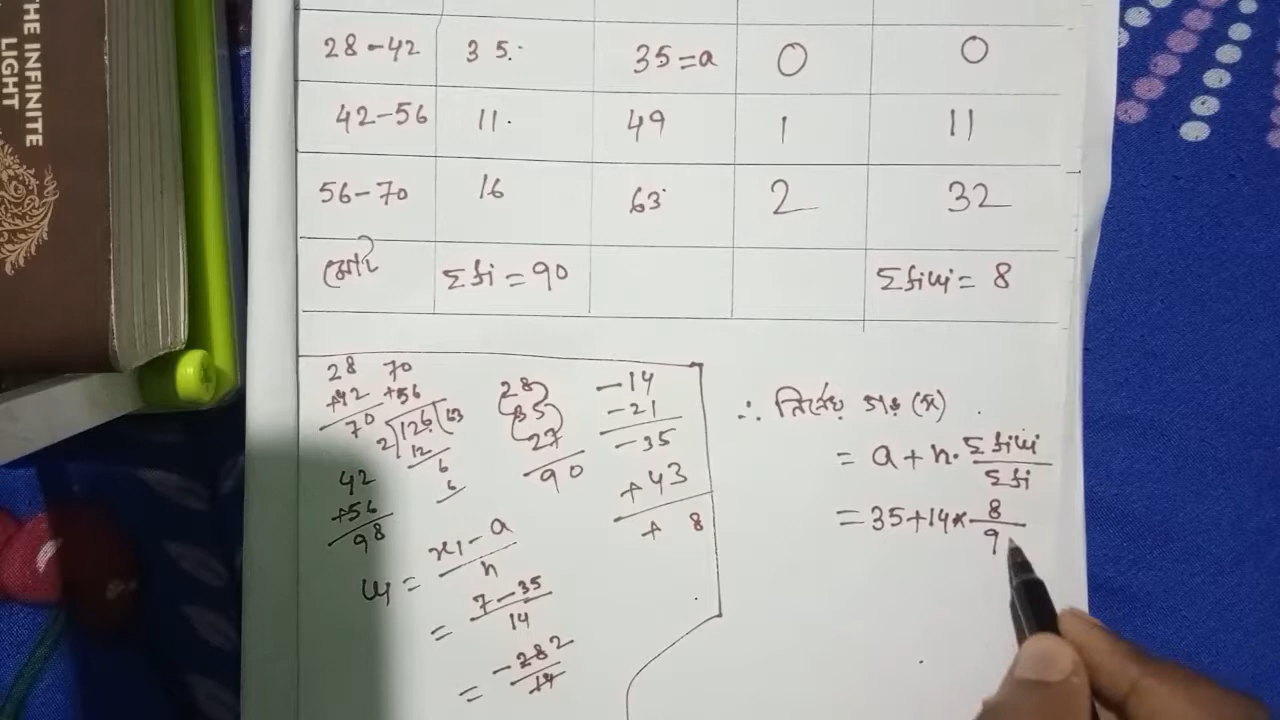 THE INFINITE
LIGHT
28-42 35. 35=a 0 0
42-56 11. 49 1 11
56-70 16 63 2 32
মোট Σfi = 90 Σfiui = 8
28 70
+42 +56
70 2)126(63
12
6
6
42
+56
98
28
35
27
90
-14
-21
-35
+43
+ 8
ui = xi-a/h
= 7-35/14
= -28 2/14
∴ নির্ণেয় গড় (x̄)
= a+h. Σfiui/Σfi
= 35+14× 8/9